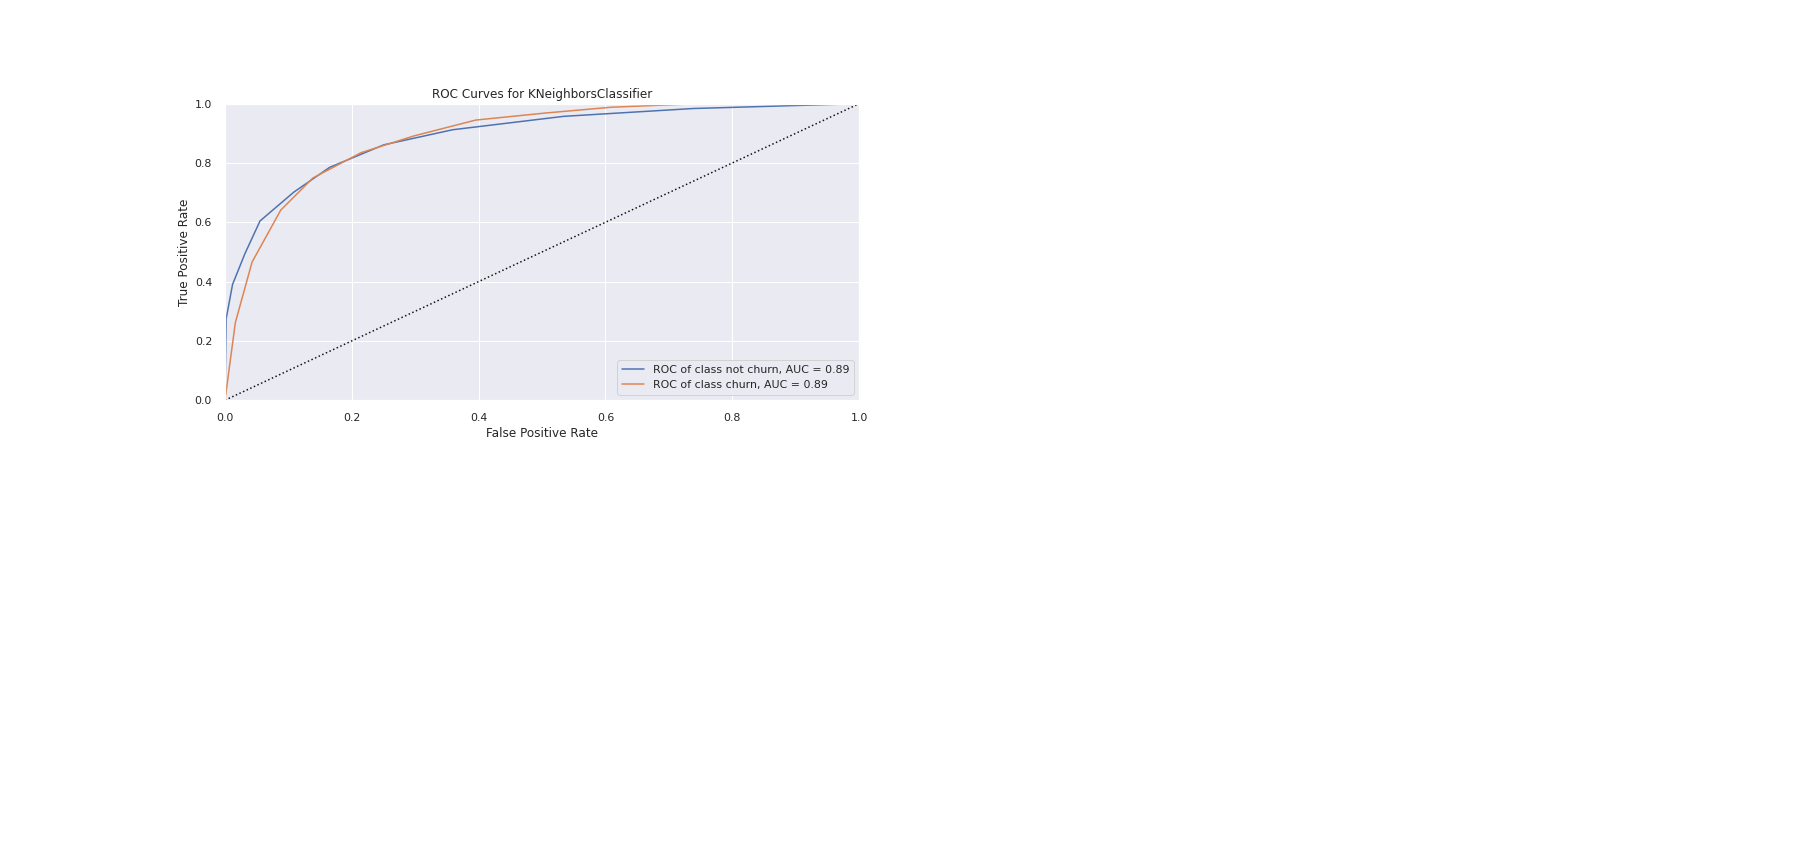 ROC Curves for KNeighborsClassifier
1.0
0.8
0.6
0.4
0.2
0.0
True Positive Rate
ROC of class not churn, AUC = 0.89
ROC of class churn, AUC = 0.89
0.0 0.2 0.4 0.6 0.8 1.0
False Positive Rate